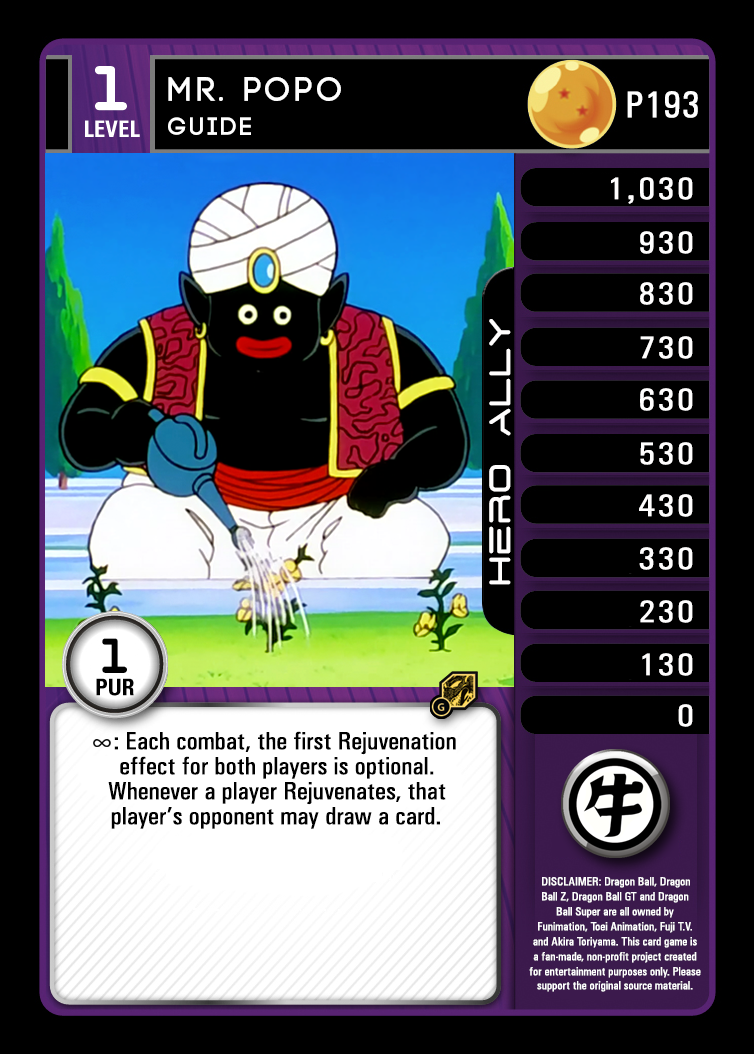 1
LEVEL
MR. POPO
GUIDE
P193
1,030
930
830
730
630
530
430
330
230
130
0
HERO ALLY
1
PUR
G
∞: Each combat, the first Rejuvenation
effect for both players is optional.
Whenever a player Rejuvenates, that
player's opponent may draw a card.
牛
DISCLAIMER: Dragon Ball, Dragon
Ball Z, Dragon Ball GT and Dragon
Ball Super are all owned by
Funimation, Toei Animation, Fuji T.V.
and Akira Toriyama. This card game is
a fan-made, non-profit project created
for entertainment purposes only. Please
support the original source material.